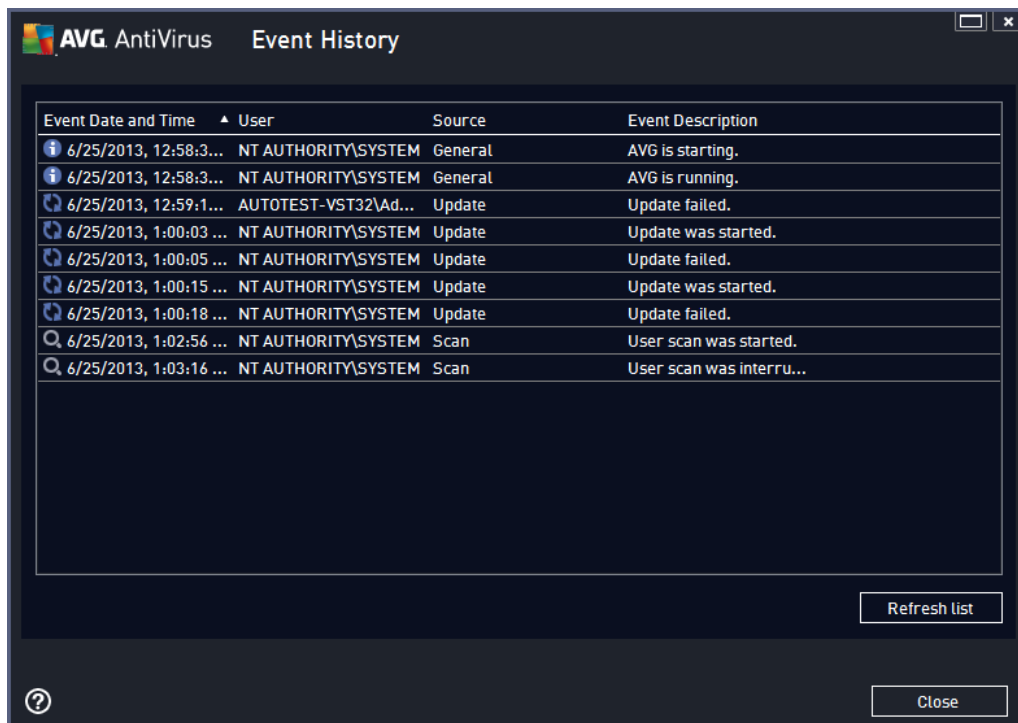 AVG. AntiVirus Event History
Event Date and Time User Source Event Description
6/25/2013, 12:58:3... NT AUTHORITY\SYSTEM General AVG is starting.
6/25/2013, 12:58:3... NT AUTHORITY\SYSTEM General AVG is running.
6/25/2013, 12:59:1... AUTOTEST-VST32\Ad... Update Update failed.
6/25/2013, 1:00:03 ... NT AUTHORITY\SYSTEM Update Update was started.
6/25/2013, 1:00:05 ... NT AUTHORITY\SYSTEM Update Update failed.
6/25/2013, 1:00:15 ... NT AUTHORITY\SYSTEM Update Update was started.
6/25/2013, 1:00:18 ... NT AUTHORITY\SYSTEM Update Update failed.
6/25/2013, 1:02:56 ... NT AUTHORITY\SYSTEM Scan User scan was started.
6/25/2013, 1:03:16 ... NT AUTHORITY\SYSTEM Scan User scan was interru...
Refresh list
Close